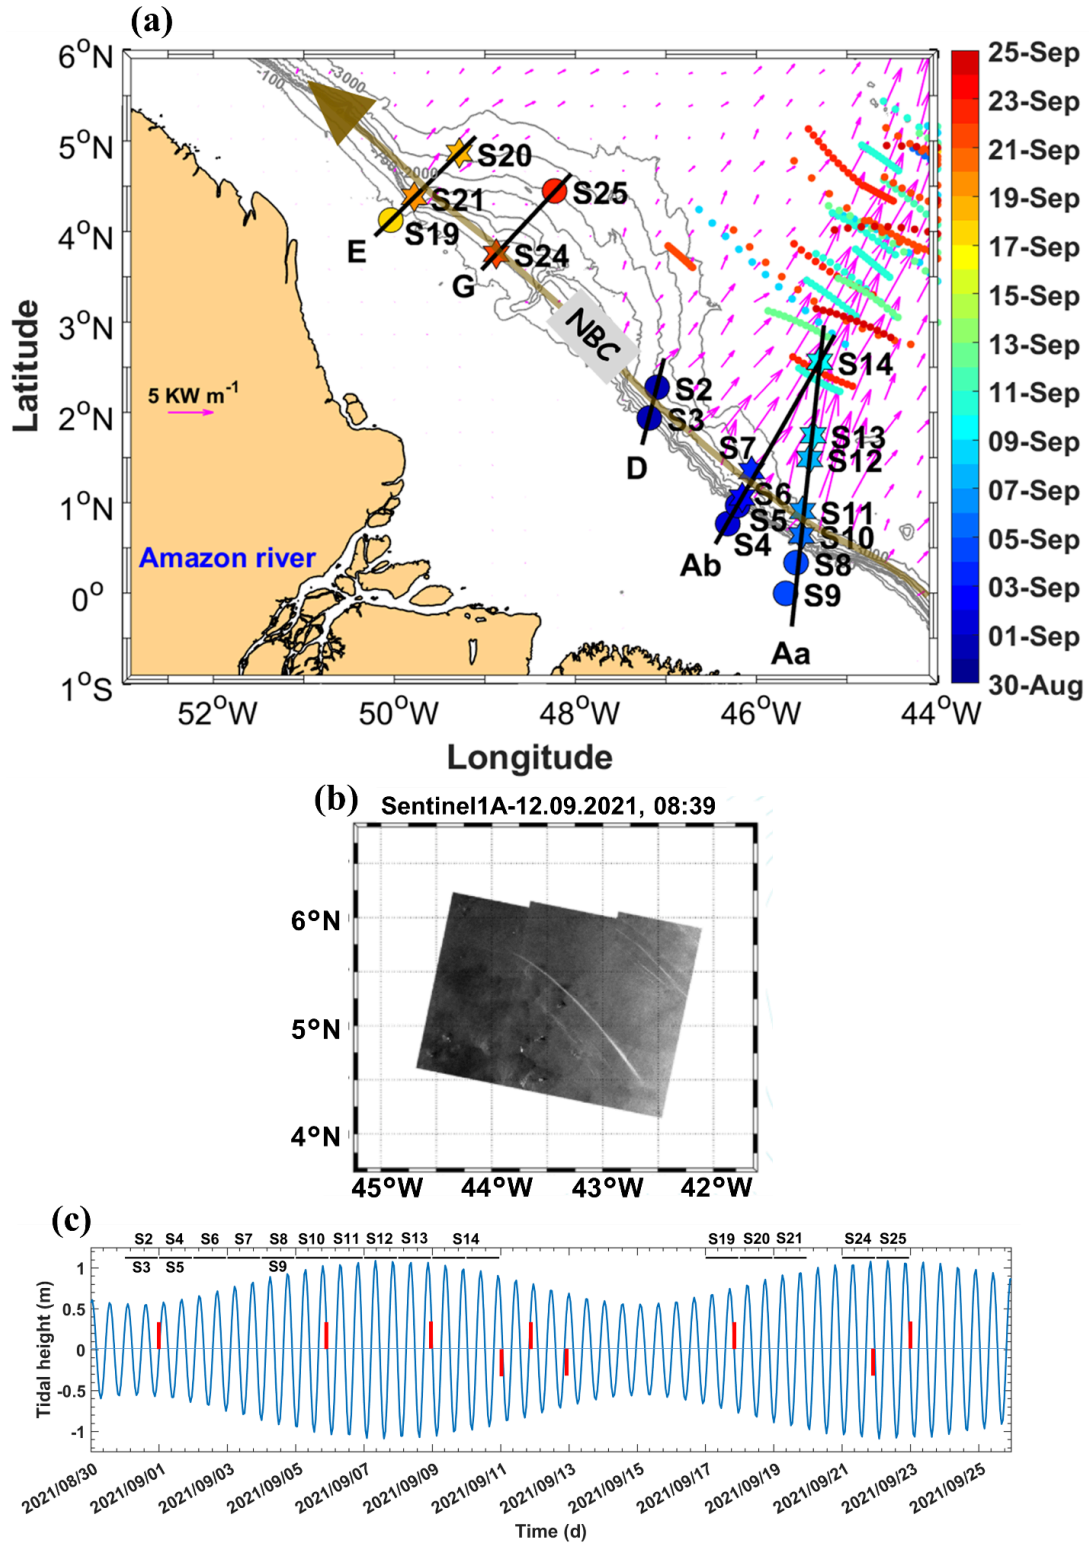 (a)
6°N
5°N
4°N
3°N
2°N
1°N
0°
1°S
Latitude
52°W
50°W
48°W
46°W
44°W
Longitude
-100
-3000
-750
-2000
S20
S21
S25
S19
E
S24
G
NBC
5 KW m⁻¹
S2
S3
D
S14
S13
S12
S7
S6
S5
S4
S11
S10
S8
S9
Ab
Aa
Amazon river
25-Sep
23-Sep
21-Sep
19-Sep
17-Sep
15-Sep
13-Sep
11-Sep
09-Sep
07-Sep
05-Sep
03-Sep
01-Sep
30-Aug
(b)
Sentinel1A-12.09.2021, 08:39
6°N
5°N
4°N
45°W
44°W
43°W
42°W
(c)
S2 S4 S6 S7 S8 S10 S11 S12 S13 S14 S19 S20 S21 S24 S25
S3 S5 S9
1
0.5
0
-0.5
-1
Tidal height (m)
2021/08/30
2021/09/01
2021/09/03
2021/09/05
2021/09/07
2021/09/09
2021/09/11
2021/09/13
2021/09/15
2021/09/17
2021/09/19
2021/09/21
2021/09/23
2021/09/25
Time (d)